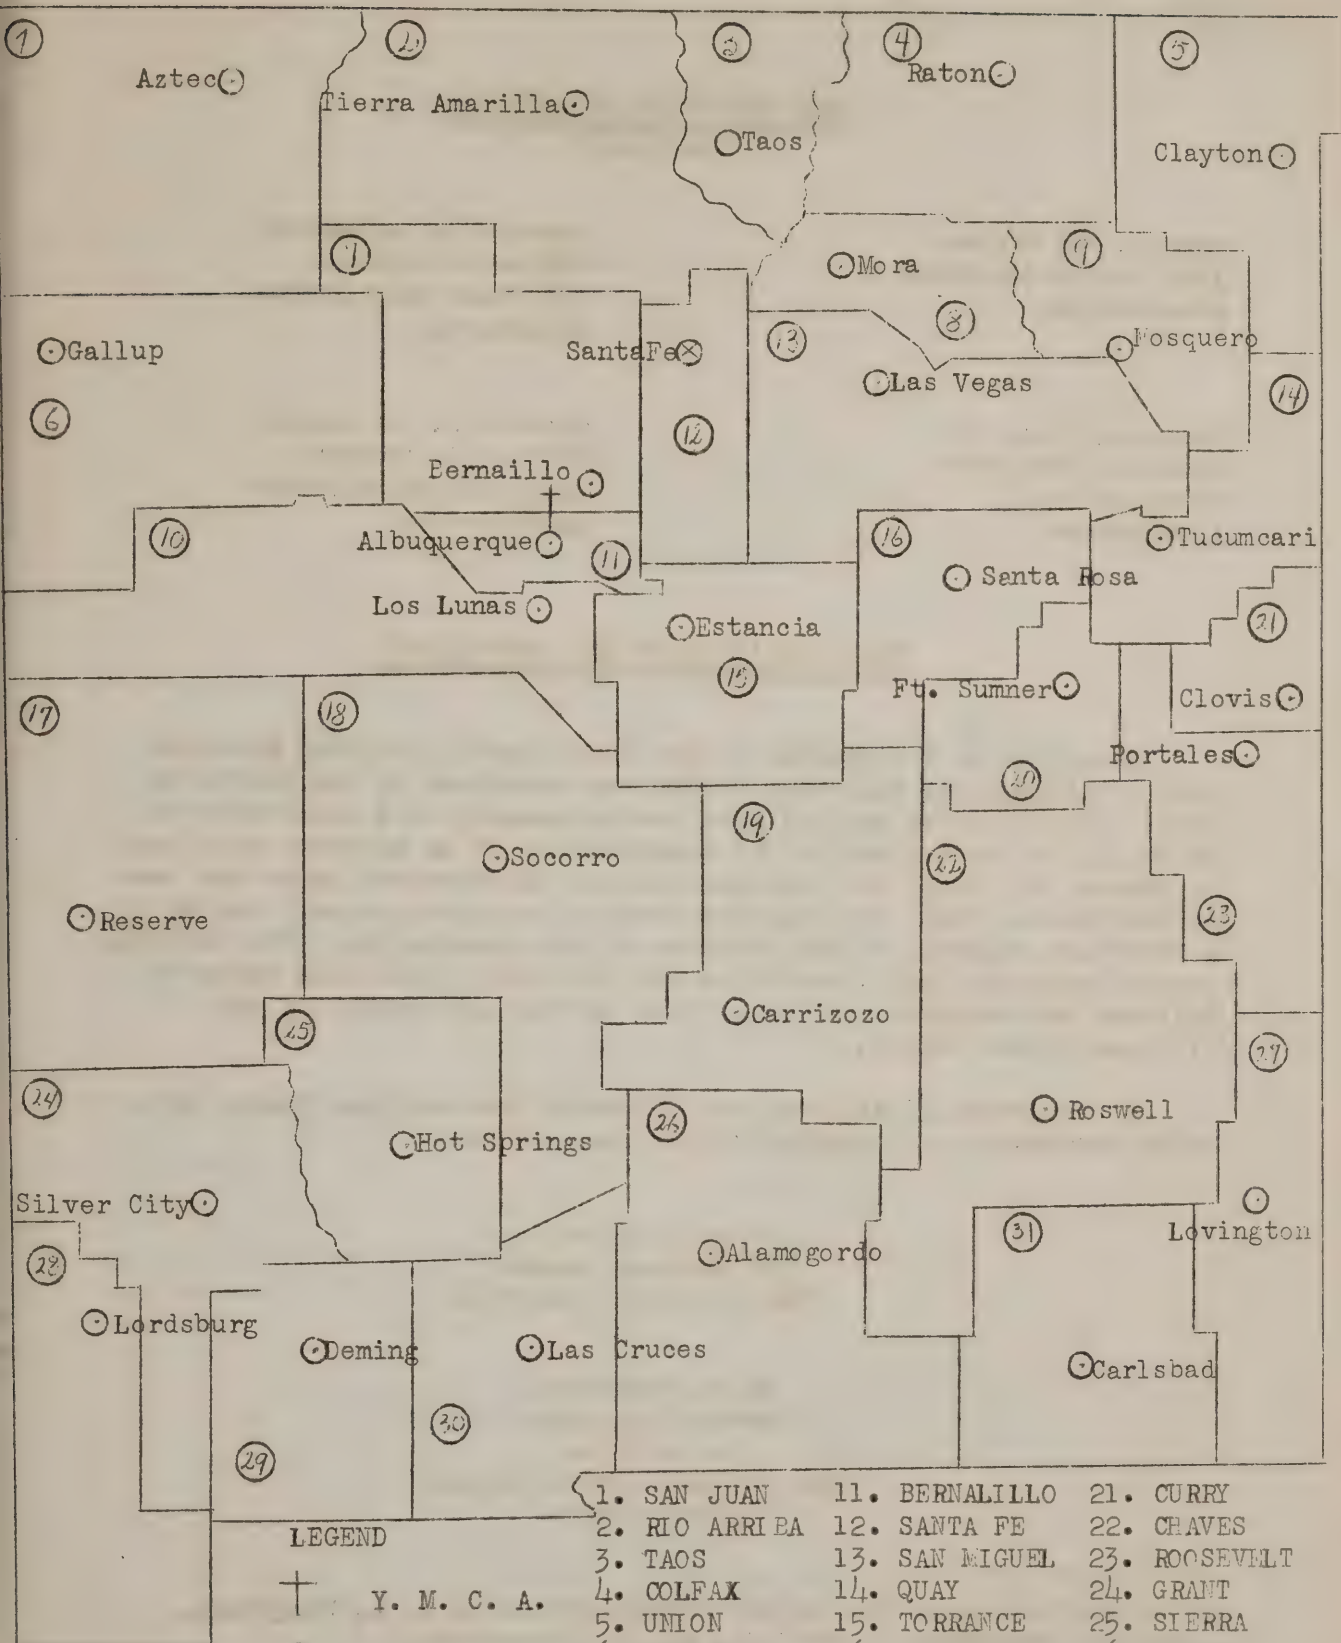 1 2 3 4 5
Aztec Raton
Tierra Amarilla
Taos
Clayton
7 9
Mora
8
13
Gallup Santa Fe Mosquero
Las Vegas
14
6
12
Bernaillo
10 Albuquerque 11 16 Tucumcari
Santa Rosa
Los Lunas
Estancia 21
15
Ft. Sumner
Clovis
17 18
Portales
20
19
Socorro 22
Reserve 23
Carrizozo
25
27
24
26 Roswell
Hot Springs
Silver City
Lovington
31
Alamogordo
28
Lordsburg
Deming Las Cruces
Carlsbad
30
29
LEGEND
Y. M. C. A.
1. SAN JUAN 11. BERNALILLO 21. CURRY
2. RIO ARRIBA 12. SANTA FE 22. CHAVES
3. TAOS 13. SAN MIGUEL 23. ROOSEVELT
4. COLFAX 14. QUAY 24. GRANT
5. UNION 15. TORRANCE 25. SIERRA